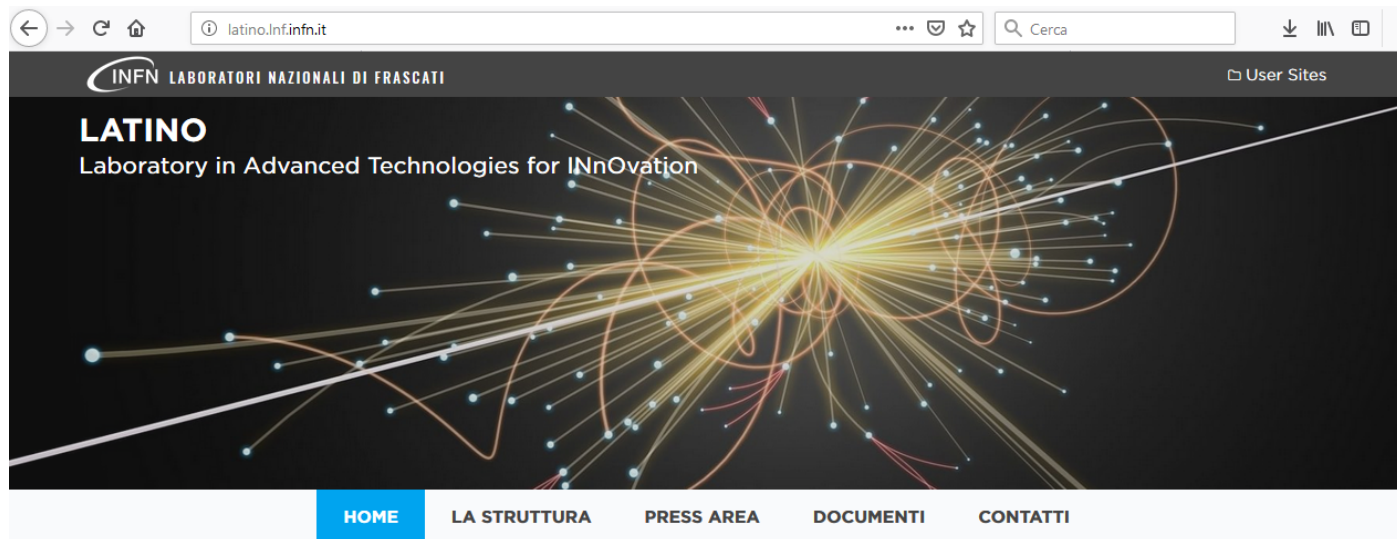 latino.lnf.infn.it
Cerca
INFN LABORATORI NAZIONALI DI FRASCATI
User Sites
LATINO
Laboratory in Advanced Technologies for INnOvation
HOME LA STRUTTURA PRESS AREA DOCUMENTI CONTATTI